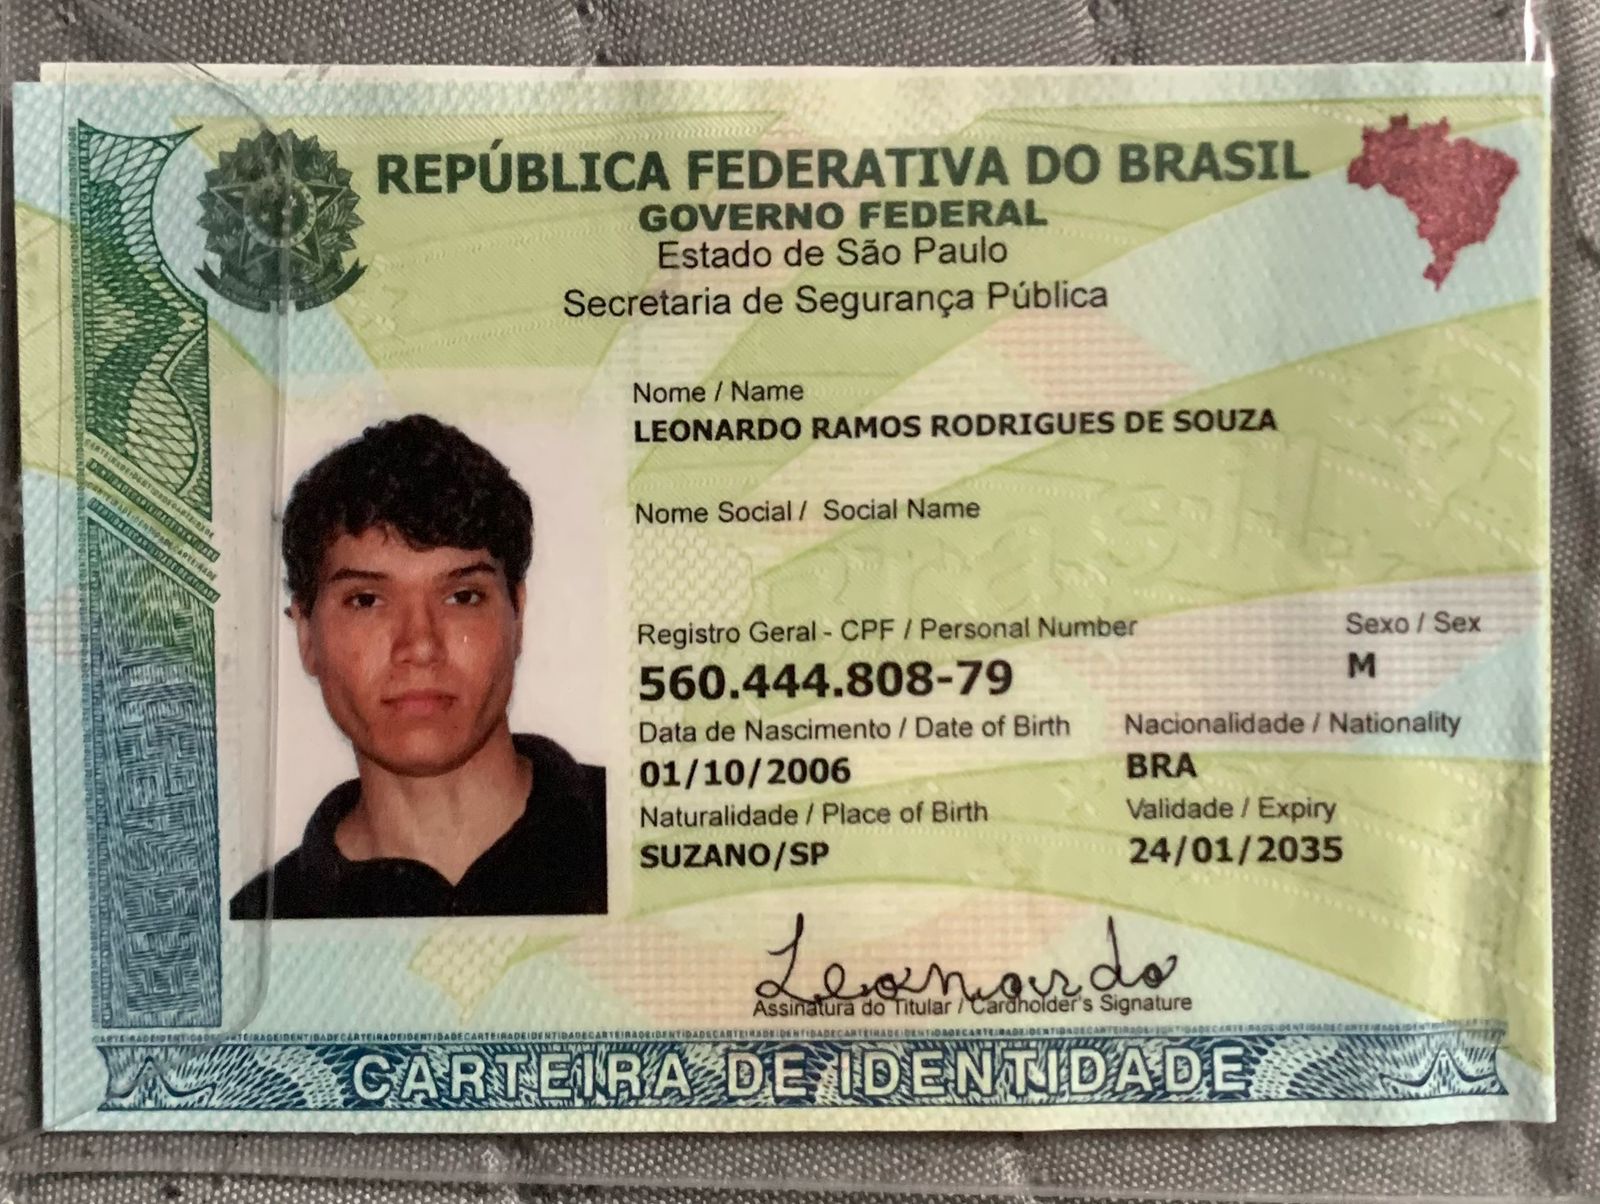 REPÚBLICA FEDERATIVA DO BRASIL
GOVERNO FEDERAL
Estado de São Paulo
Secretaria de Segurança Pública
Nome / Name
LEONARDO RAMOS RODRIGUES DE SOUZA
Nome Social / Social Name
Registro Geral - CPF / Personal Number
560.444.808-79
Sexo / Sex
M
Data de Nascimento / Date of Birth
01/10/2006
Nacionalidade / Nationality
BRA
Naturalidade / Place of Birth
SUZANO/SP
Validade / Expiry
24/01/2035
Leonardo
Assinatura do Titular / Cardholder's Signature
CARTEIRA DE IDENTIDADE